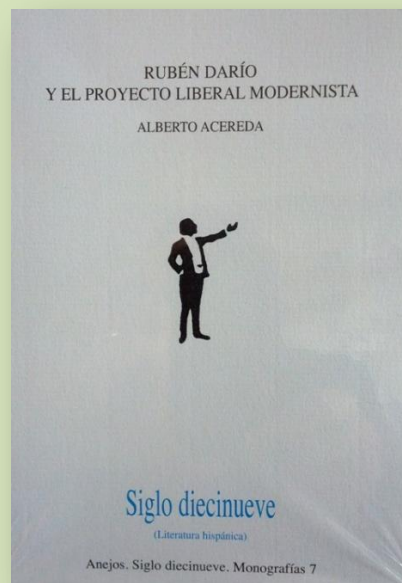 RUBÉN DARÍO
Y EL PROYECTO LIBERAL MODERNISTA
ALBERTO ACEREDA
Siglo diecinueve
(Literatura hispánica)
Anejos. Siglo diecinueve. Monografías 7